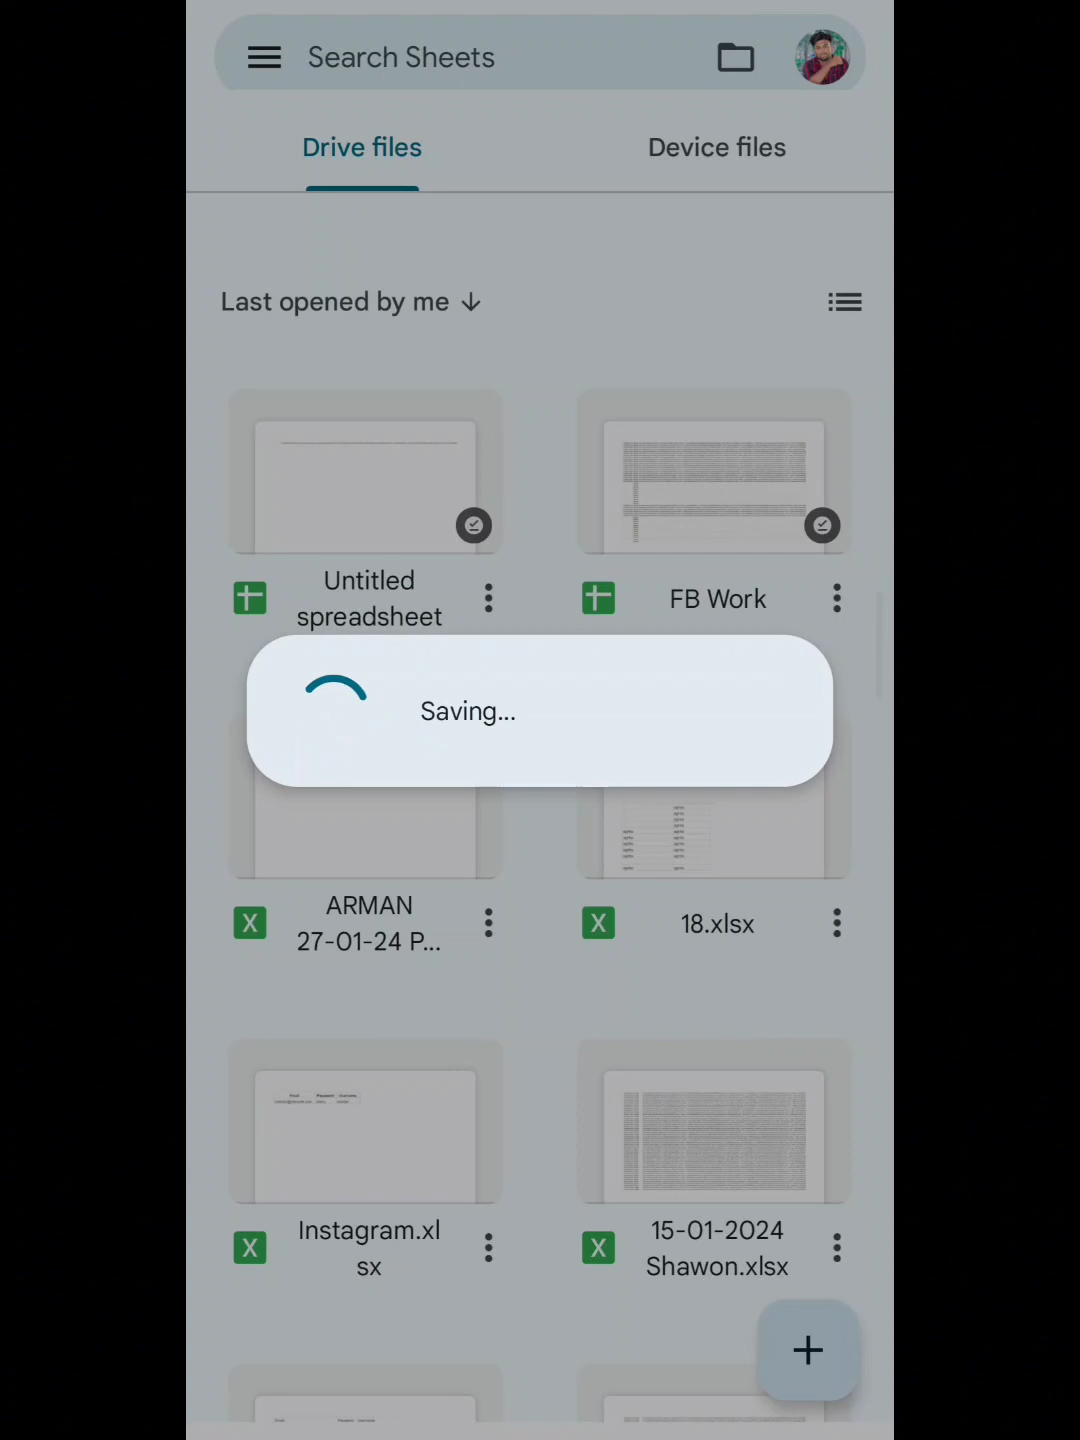 Search Sheets
Drive files
Device files
Last opened by me
Untitled
spreadsheet
FB Work
Saving...
ARMAN
27-01-24 P...
18.xlsx
Instagram.xl
sx
15-01-2024
Shawon.xlsx